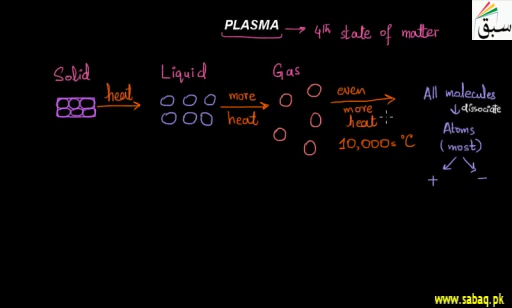 PLASMA → 4th state of matter
سبق
Solid
heat
Liquid
more
heat
Gas
even
more
heat
10,000s °C
All molecules
dissociate
Atoms
(most)
+ −
www.sabaq.pk